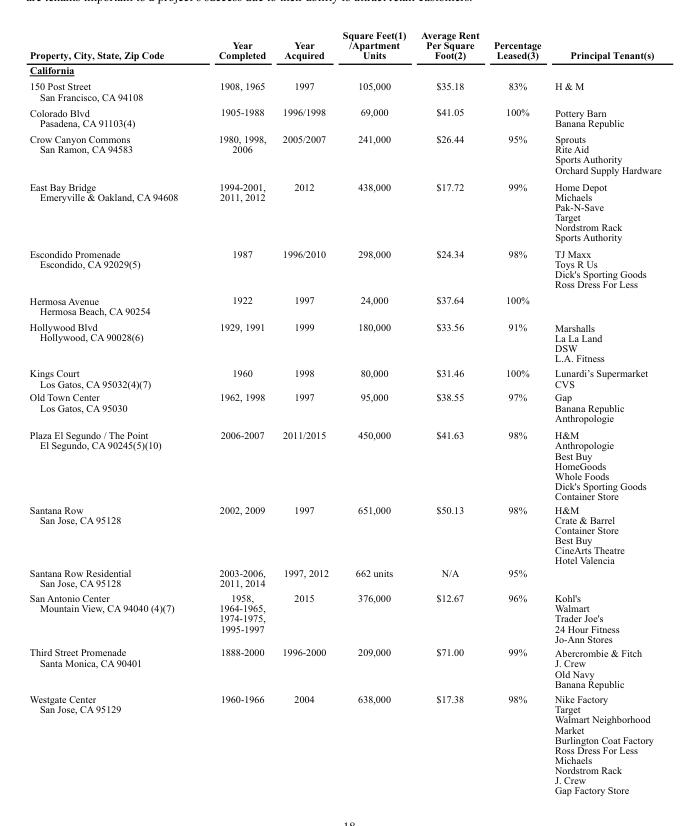 Property, City, State, Zip Code Year Completed Year Acquired Square Feet(1) /Apartment Units Average Rent Per Square Foot(2) Percentage Leased(3) Principal Tenant(s)
California
150 Post Street 1908, 1965 1997 105,000 $35.18 83% H & M
San Francisco, CA 94108
Colorado Blvd 1905-1988 1996/1998 69,000 $41.05 100% Pottery Barn
Pasadena, CA 91103(4) Banana Republic
Crow Canyon Commons 1980, 1998, 2005/2007 241,000 $26.44 95% Sprouts
San Ramon, CA 94583 2006 Rite Aid
Sports Authority
Orchard Supply Hardware
East Bay Bridge 1994-2001, 2012 438,000 $17.72 99% Home Depot
Emeryville & Oakland, CA 94608 2011, 2012 Michaels
Pak-N-Save
Target
Nordstrom Rack
Sports Authority
Escondido Promenade 1987 1996/2010 298,000 $24.34 98% TJ Maxx
Escondido, CA 92029(5) Toys R Us
Dick's Sporting Goods
Ross Dress For Less
Hermosa Avenue 1922 1997 24,000 $37.64 100%
Hermosa Beach, CA 90254
Hollywood Blvd 1929, 1991 1999 180,000 $33.56 91% Marshalls
Hollywood, CA 90028(6) La La Land
DSW
L.A. Fitness
Kings Court 1960 1998 80,000 $31.46 100% Lunardi's Supermarket
Los Gatos, CA 95032(4)(7) CVS
Old Town Center 1962, 1998 1997 95,000 $38.55 97% Gap
Los Gatos, CA 95030 Banana Republic
Anthropologie
Plaza El Segundo / The Point 2006-2007 2011/2015 450,000 $41.63 98% H&M
El Segundo, CA 90245(5)(10) Anthropologie
Best Buy
HomeGoods
Whole Foods
Dick's Sporting Goods
Container Store
Santana Row 2002, 2009 1997 651,000 $50.13 98% H&M
San Jose, CA 95128 Crate & Barrel
Container Store
Best Buy
CineArts Theatre
Hotel Valencia
Santana Row Residential 2003-2006, 1997, 2012 662 units N/A 95%
San Jose, CA 95128 2011, 2014
San Antonio Center 1958, 2015 376,000 $12.67 96% Kohl's
Mountain View, CA 94040 (4)(7) 1964-1965, Walmart
1974-1975, Trader Joe's
1995-1997 24 Hour Fitness
Jo-Ann Stores
Third Street Promenade 1888-2000 1996-2000 209,000 $71.00 99% Abercrombie & Fitch
Santa Monica, CA 90401 J. Crew
Old Navy
Banana Republic
Westgate Center 1960-1966 2004 638,000 $17.38 98% Nike Factory
San Jose, CA 95129 Target
Walmart Neighborhood
Market
Burlington Coat Factory
Ross Dress For Less
Michaels
Nordstrom Rack
J. Crew
Gap Factory Store